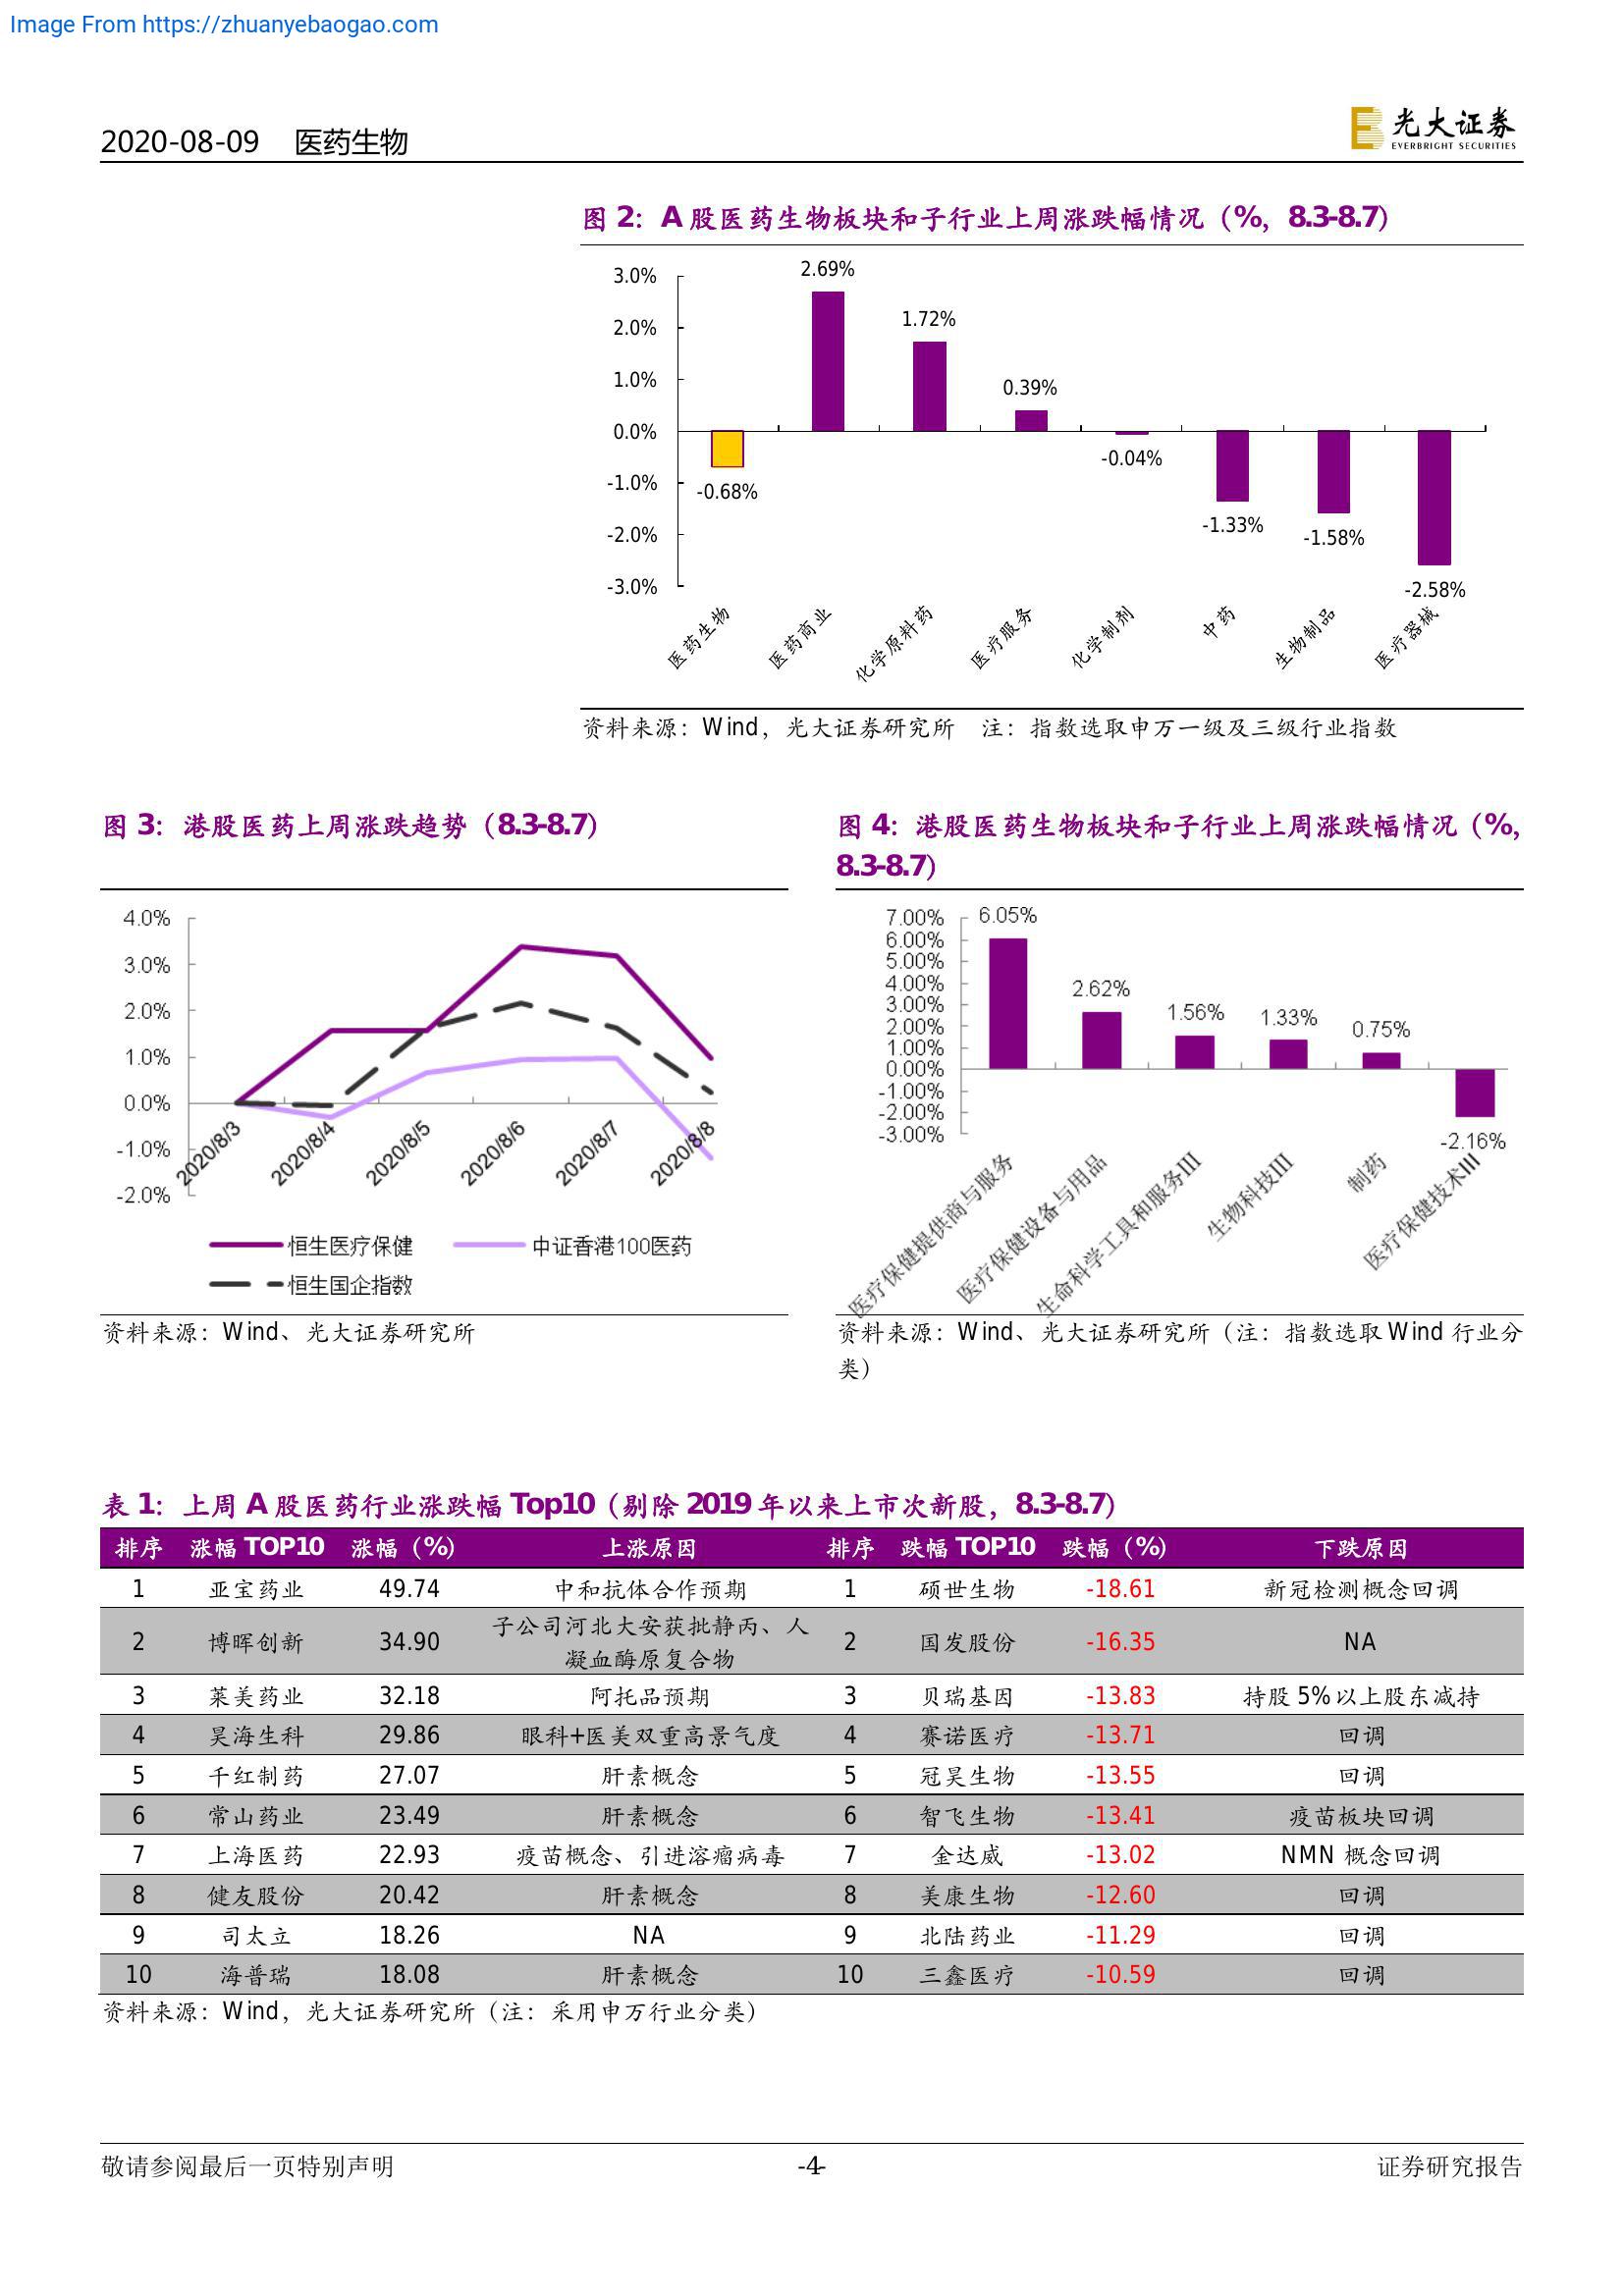 Image From https://zhuanyebaogao.com
2020-08-09 医药生物
光大证券
EVERBRIGHT SECURITIES
图 2：A 股医药生物板块和子行业上周涨跌幅情况（%，8.3-8.7）
3.0%
2.0%
1.0%
0.0%
-1.0%
-2.0%
-3.0%
-0.68%
2.69%
1.72%
0.39%
-0.04%
-1.33%
-1.58%
-2.58%
医药生物
医药商业
化学原料药
医疗服务
化学制剂
中药
生物制品
医疗器械
资料来源：Wind，光大证券研究所 注：指数选取申万一级及三级行业指数
图 3：港股医药上周涨跌趋势（8.3-8.7）
4.0%
3.0%
2.0%
1.0%
0.0%
-1.0%
-2.0%
2020/8/3
2020/8/4
2020/8/5
2020/8/6
2020/8/7
2020/8/8
恒生医疗保健 中证香港100医药
恒生国企指数
资料来源：Wind、光大证券研究所
图 4：港股医药生物板块和子行业上周涨跌幅情况（%，
8.3-8.7）
7.00%
6.00%
5.00%
4.00%
3.00%
2.00%
1.00%
0.00%
-1.00%
-2.00%
-3.00%
6.05%
2.62%
1.56%
1.33%
0.75%
-2.16%
医疗保健提供商与服务
医疗保健设备与用品
生命科学工具和服务III
生物科技III
制药
医疗保健技术III
资料来源：Wind、光大证券研究所（注：指数选取 Wind 行业分
类）
表 1：上周 A 股医药行业涨跌幅 Top10（剔除 2019 年以来上市次新股，8.3-8.7）
排序 涨幅 TOP10 涨幅（%） 上涨原因 排序 跌幅 TOP10 跌幅（%） 下跌原因
1 亚宝药业 49.74 中和抗体合作预期 1 硕世生物 -18.61 新冠检测概念回调
2 博晖创新 34.90 子公司河北大安获批静丙、人凝血酶原复合物 2 国发股份 -16.35 NA
3 莱美药业 32.18 阿托品预期 3 贝瑞基因 -13.83 持股 5%以上股东减持
4 昊海生科 29.86 眼科+医美双重高景气度 4 赛诺医疗 -13.71 回调
5 千红制药 27.07 肝素概念 5 冠昊生物 -13.55 回调
6 常山药业 23.49 肝素概念 6 智飞生物 -13.41 疫苗板块回调
7 上海医药 22.93 疫苗概念、引进溶瘤病毒 7 金达威 -13.02 NMN 概念回调
8 健友股份 20.42 肝素概念 8 美康生物 -12.60 回调
9 司太立 18.26 NA 9 北陆药业 -11.29 回调
10 海普瑞 18.08 肝素概念 10 三鑫医疗 -10.59 回调
资料来源：Wind，光大证券研究所（注：采用申万行业分类）
敬请参阅最后一页特别声明 -4- 证券研究报告